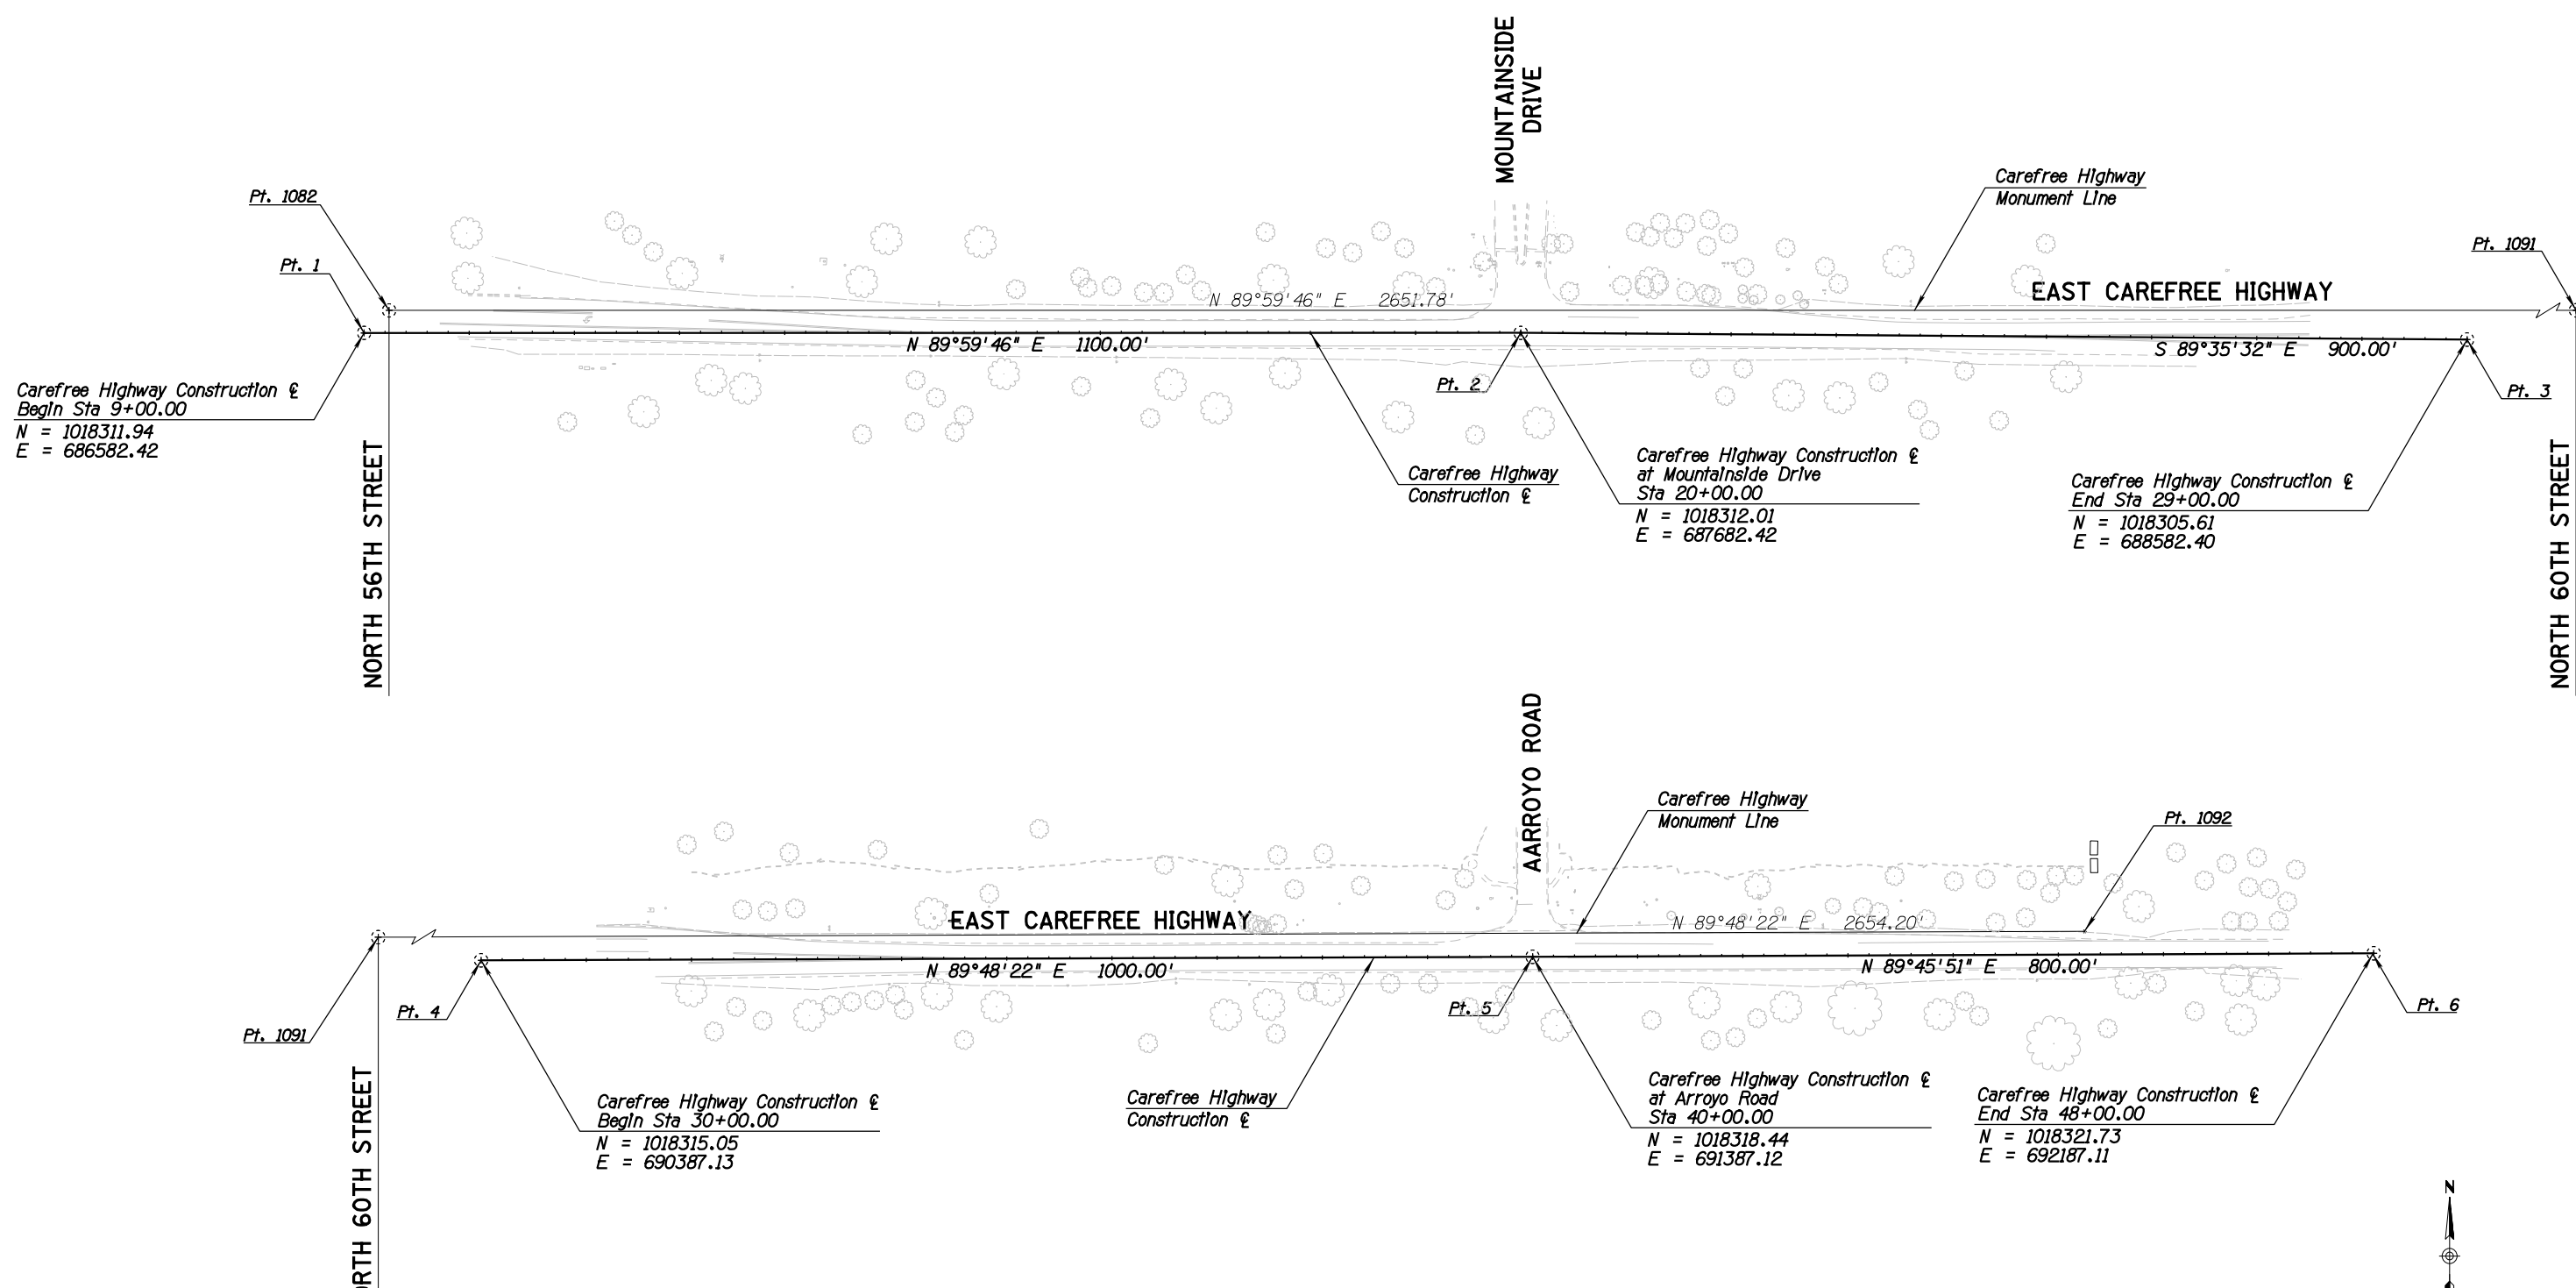 MOUNTAINSIDE
DRIVE
Pt. 1082
Pt. 1
Carefree Highway
Monument Line
Pt. 1091
N 89°59'46" E 2651.78'
EAST CAREFREE HIGHWAY
N 89°59'46" E 1100.00'
S 89°35'32" E 900.00'
Carefree Highway Construction ℄
Begin Sta 9+00.00
N = 1018311.94
E = 686582.42
Pt. 2
Pt. 3
NORTH 56TH STREET
Carefree Highway
Construction ℄
Carefree Highway Construction ℄
at Mountainside Drive
Sta 20+00.00
N = 1018312.01
E = 687682.42
Carefree Highway Construction ℄
End Sta 29+00.00
N = 1018305.61
E = 688582.40
NORTH 60TH STREET
AARROYO ROAD
Carefree Highway
Monument Line
Pt. 1092
EAST CAREFREE HIGHWAY
N 89°48'22" E 2654.20'
N 89°48'22" E 1000.00'
N 89°45'51" E 800.00'
Pt. 1091
Pt. 4
Pt. 5
Pt. 6
NORTH 60TH STREET
Carefree Highway Construction ℄
Begin Sta 30+00.00
N = 1018315.05
E = 690387.13
Carefree Highway
Construction ℄
Carefree Highway Construction ℄
at Arroyo Road
Sta 40+00.00
N = 1018318.44
E = 691387.12
Carefree Highway Construction ℄
End Sta 48+00.00
N = 1018321.73
E = 692187.11
N